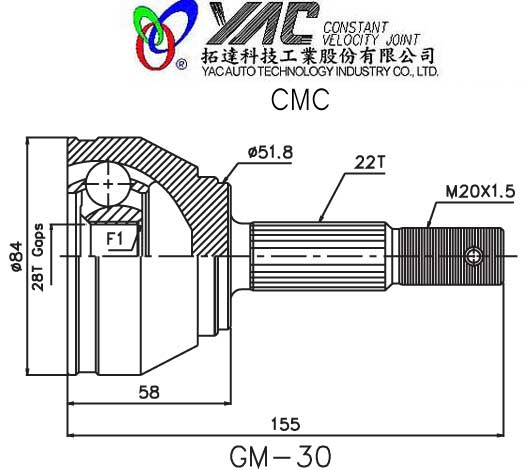 YAC CONSTANT
VELOCITY JOINT
®
拓達科技工業股份有限公司
YAC AUTO TECHNOLOGY INDUSTRY CO., LTD.
CMC
ø51.8
22T
M20X1.5
ø84
28T Gaps
F1
58
155
GM-30